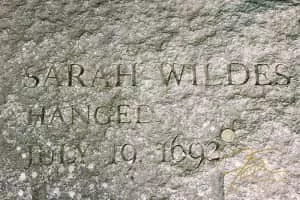 SARAH WILDES
HANGED
JULY 19, 1692